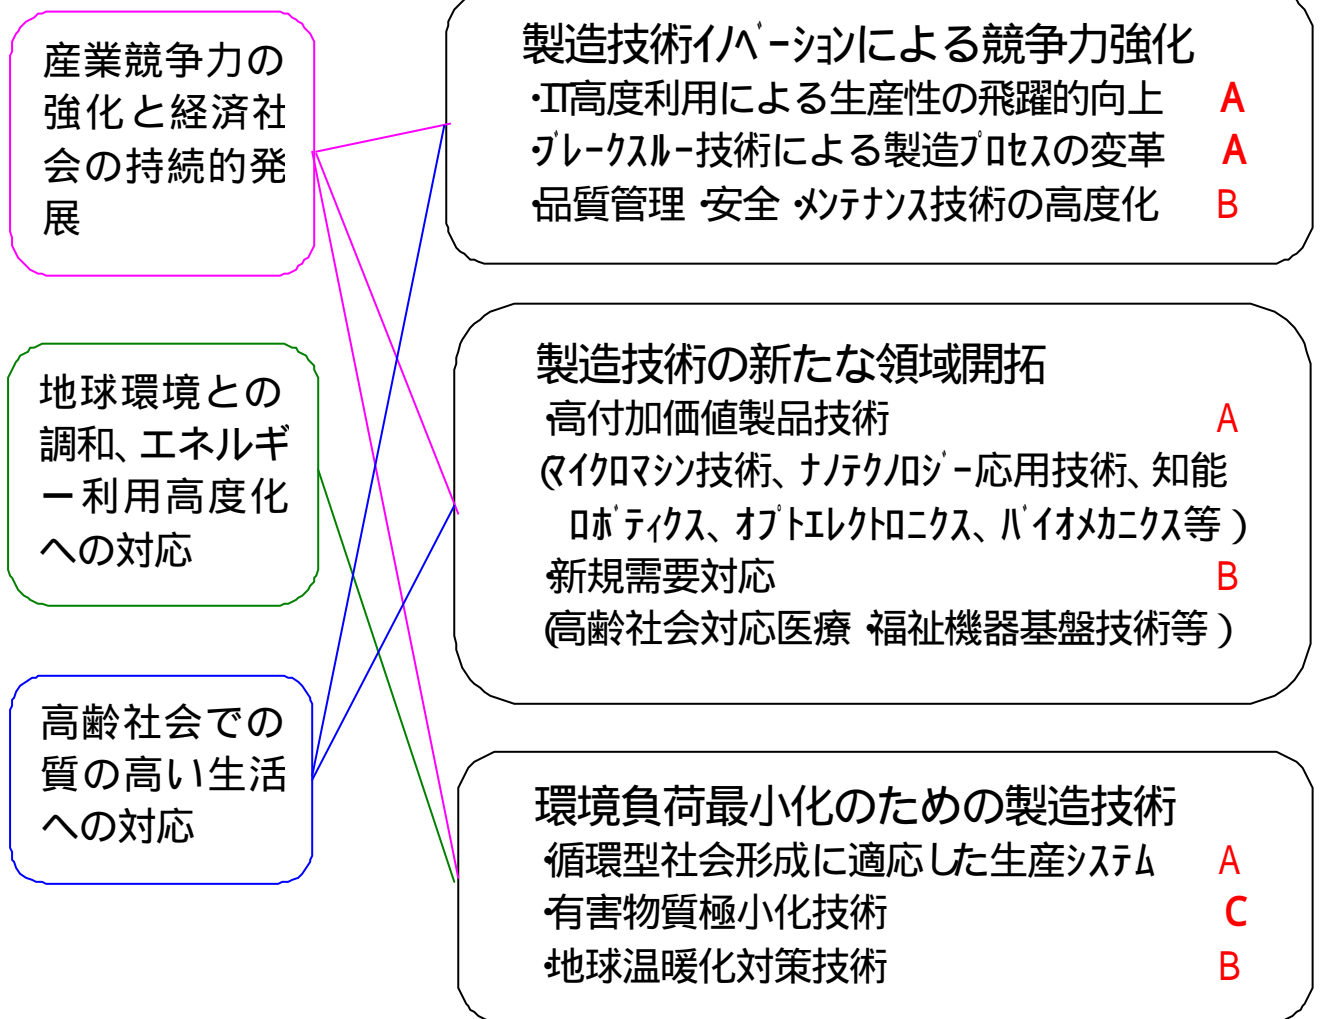 産業競争力の
強化と経済社
会の持続的発
展
地球環境との
調和、エネルギ
ー利用高度化
への対応
高齢社会での
質の高い生活
への対応
製造技術ｲﾉﾍﾞｰｼｮﾝによる競争力強化
・IT高度利用による生産性の飛躍的向上 A
・ﾌﾞﾚｰｸｽﾙｰ技術による製造ﾌﾟﾛｾｽの変革 A
・品質管理・安全・ﾒﾝﾃﾅﾝｽ技術の高度化 B
製造技術の新たな領域開拓
・高付加価値製品技術 A
(ﾏｲｸﾛﾏｼﾝ技術、ﾅﾉﾃｸﾉﾛｼﾞｰ応用技術、知能
ﾛﾎﾞﾃｨｸｽ、ｵﾌﾟﾄｴﾚｸﾄﾛﾆｸｽ、ﾊﾞｲｵﾒｶﾆｸｽ等)
・新規需要対応 B
(高齢社会対応医療・福祉機器基盤技術等)
環境負荷最小化のための製造技術
・循環型社会形成に適応した生産ｼｽﾃﾑ A
・有害物質極小化技術 C
・地球温暖化対策技術 B